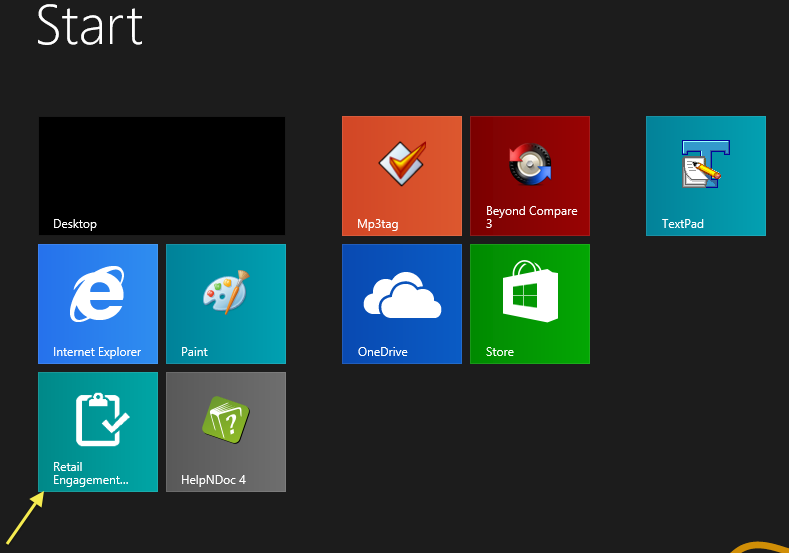 Start
Desktop
Mp3tag
Beyond Compare
3
TextPad
Internet Explorer
Paint
OneDrive
Store
Retail
Engagement...
HelpNDoc 4